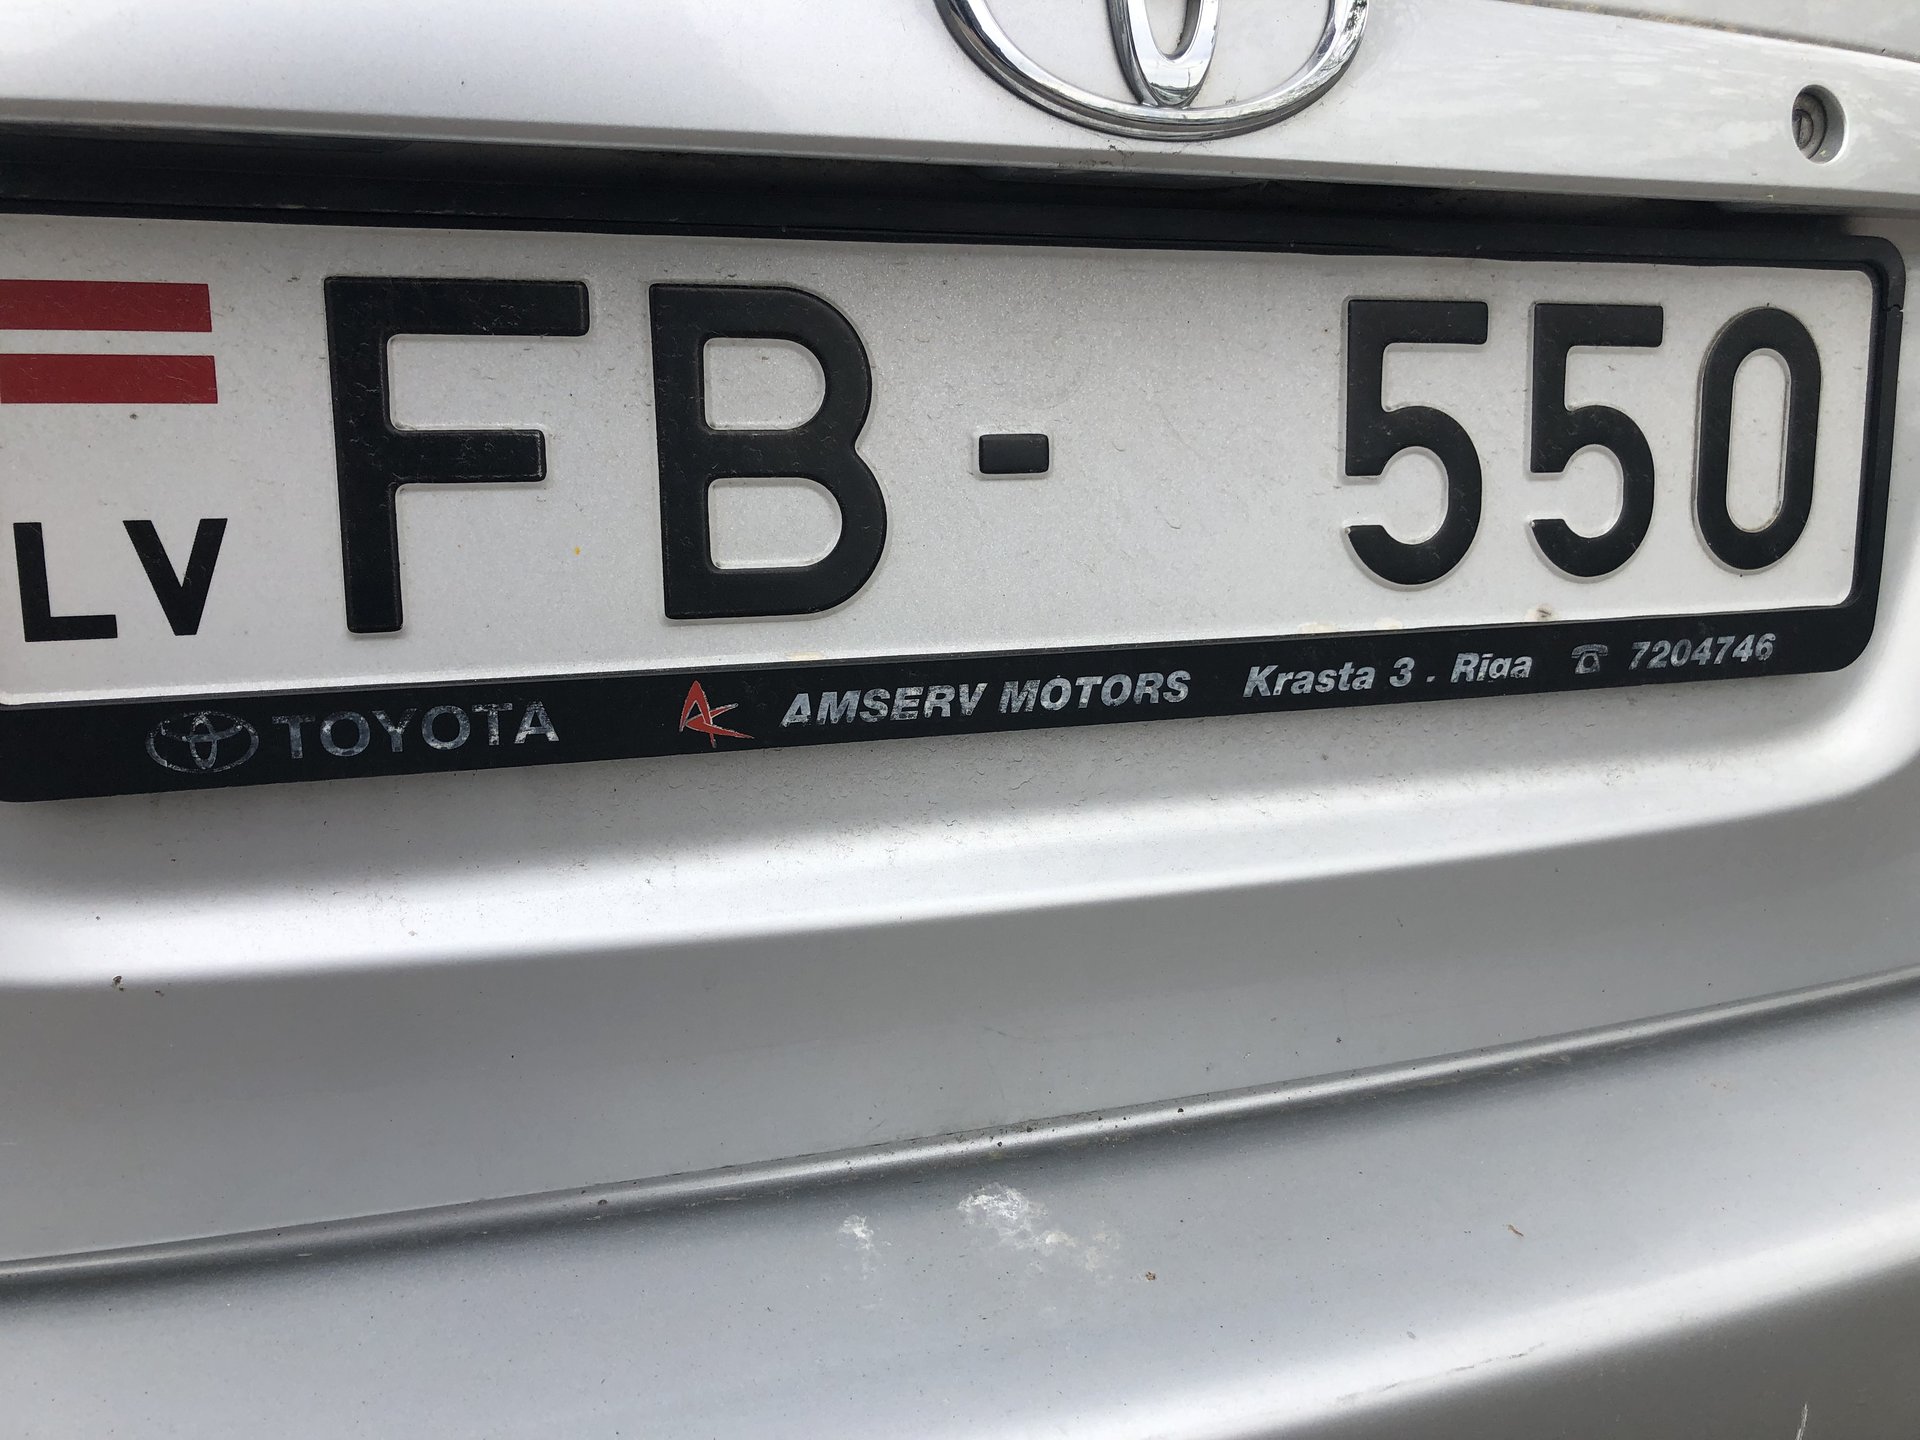 LV FB - 550
TOYOTA AMSERV MOTORS Krasta 3 . Rīga ☎ 7204746